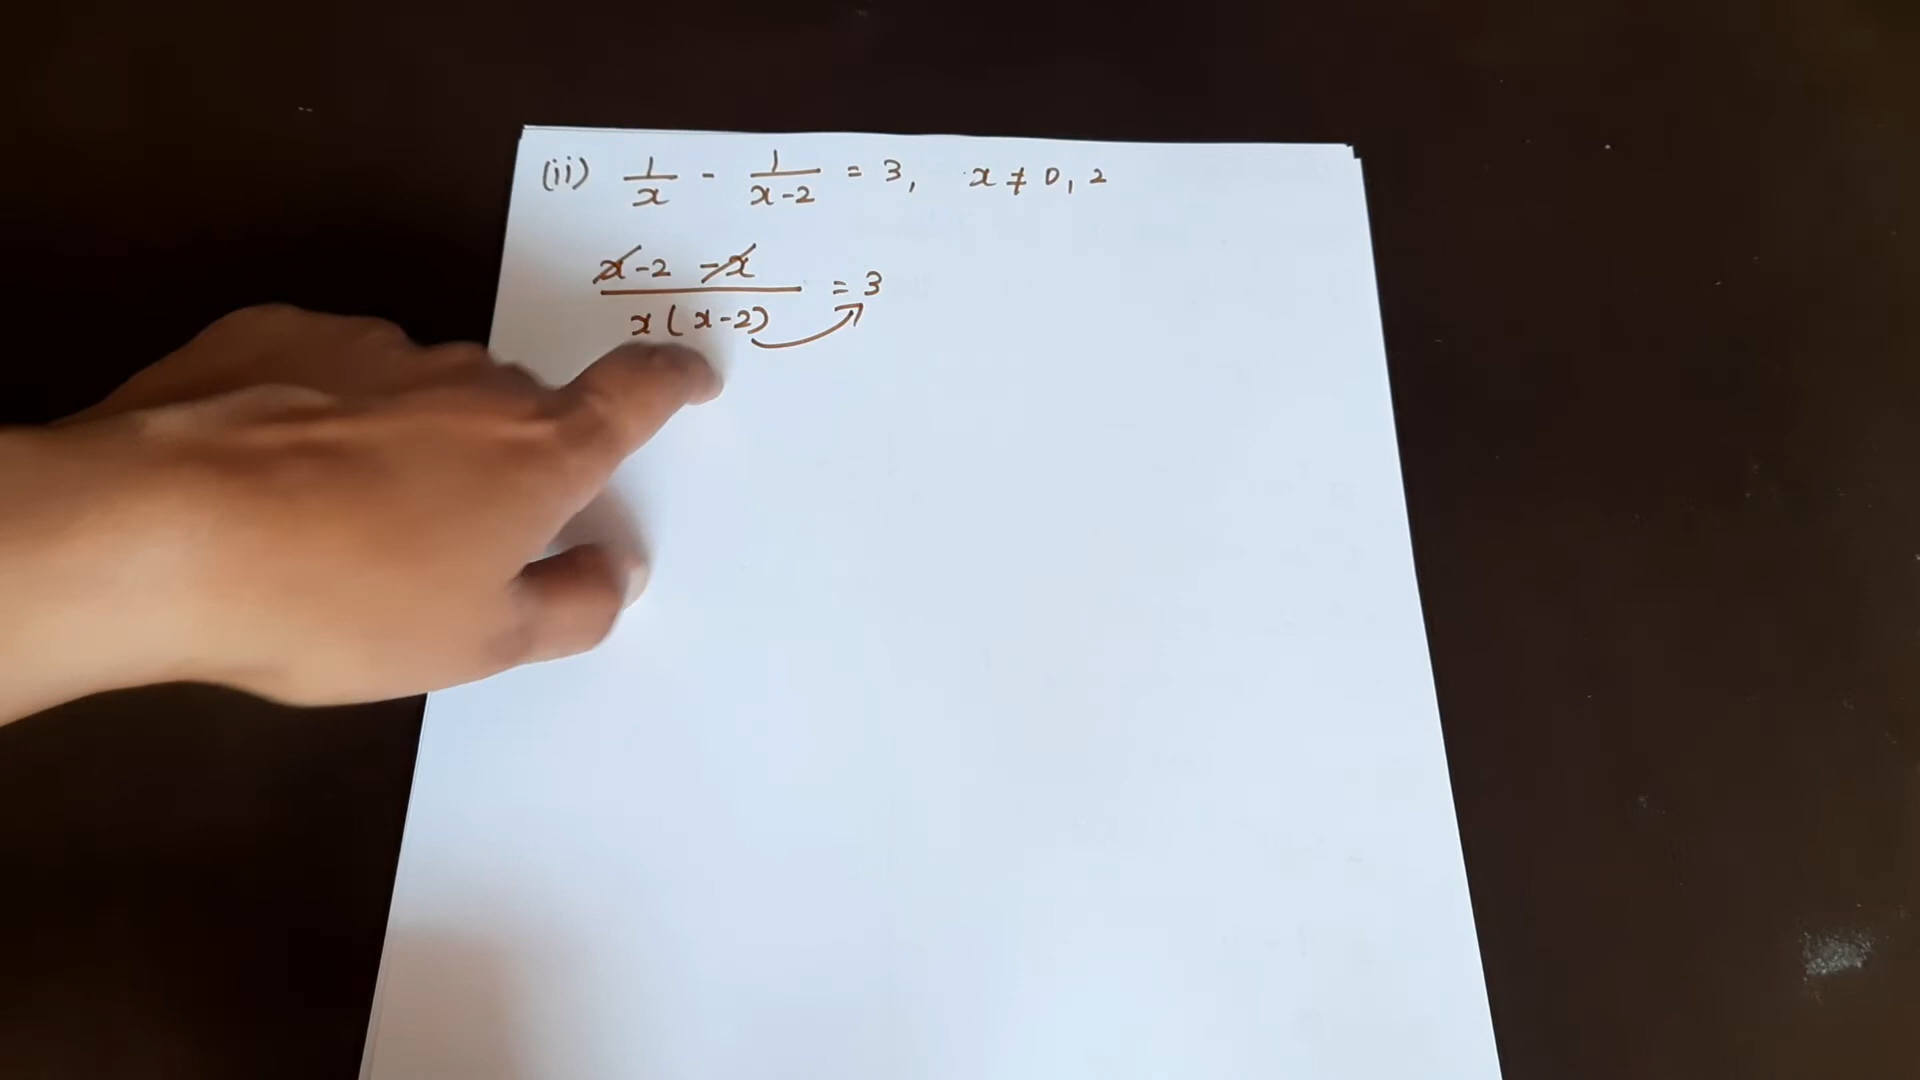 (ii) 1/x - 1/(x-2) = 3, x ≠ 0, 2
x-2 -x
───────── = 3
x(x-2)